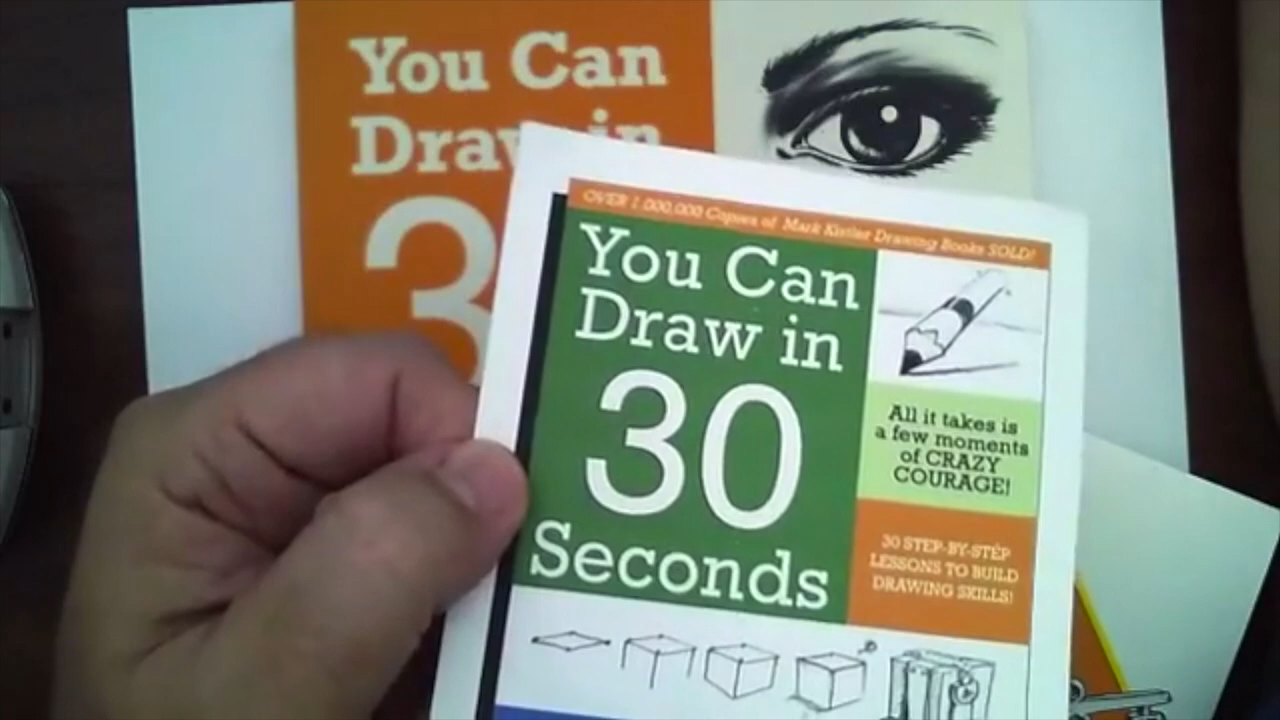 You Can
Draw in
3
OVER 1,000,000 Copies of Mark Kistler Drawing Books SOLD!
You Can
Draw in
30
Seconds
All it takes is
a few moments
of CRAZY
COURAGE!
30 STEP-BY-STEP
LESSONS TO BUILD
DRAWING SKILLS!